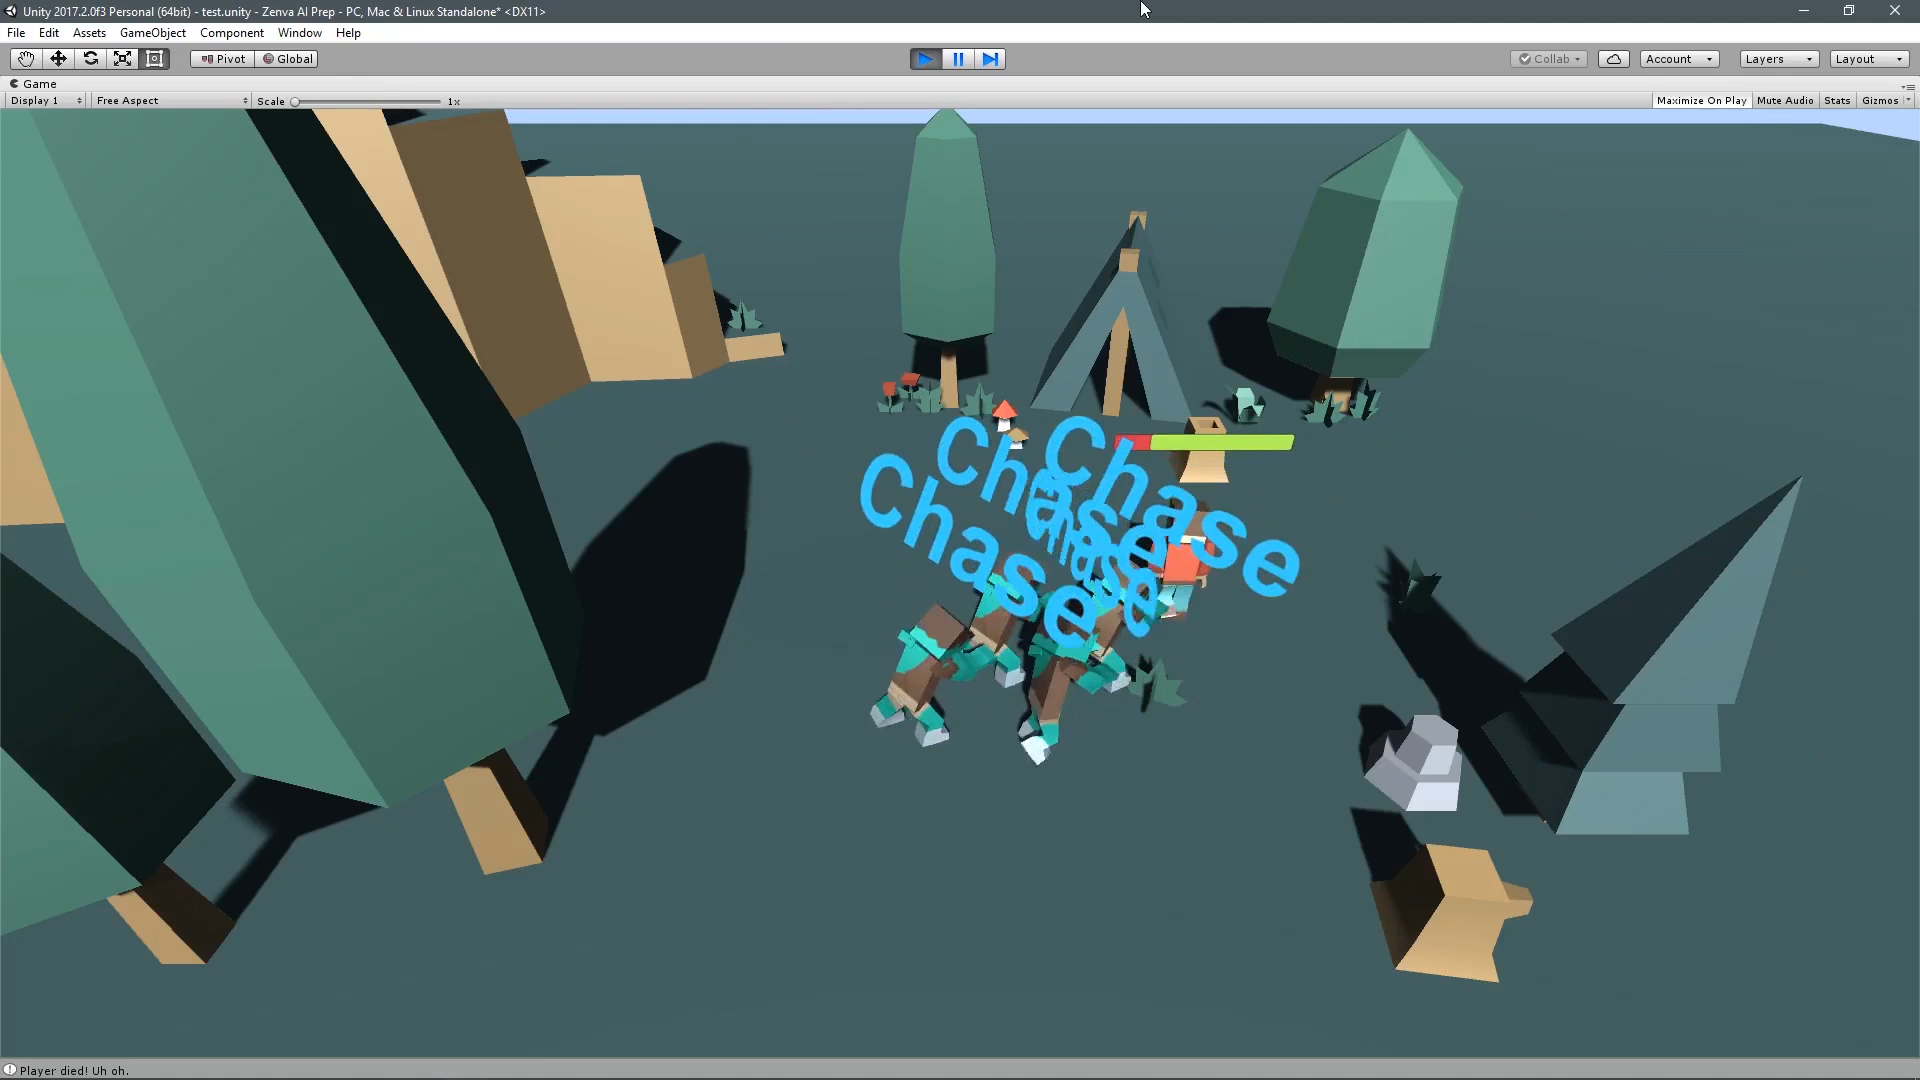 Unity 2017.2.0f3 Personal (64bit) - test.unity - Zenva AI Prep - PC, Mac & Linux Standalone* <DX11>
File Edit Assets GameObject Component Window Help
Pivot Global Collab Account Layers Layout
Game
Display 1 Free Aspect Scale 1x Maximize On Play Mute Audio Stats Gizmos
Chase
Chase
Chase
Chase
Player died! Uh oh.